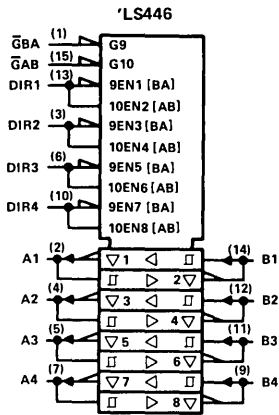 'LS446
G̅BA (1) G9
G̅AB (15) G10
DIR1 (13) 9EN1 [BA]
10EN2 [AB]
DIR2 (3) 9EN3 [BA]
10EN4 [AB]
DIR3 (6) 9EN5 [BA]
10EN6 [AB]
DIR4 (10) 9EN7 [BA]
10EN8 [AB]
A1 (2) ▽1 ◁ (14) B1
▷ 2▽
A2 (4) ▽3 ◁ (12) B2
▷ 4▽
A3 (5) ▽5 ◁ (11) B3
▷ 6▽
A4 (7) ▽7 ◁ (9) B4
▷ 8▽